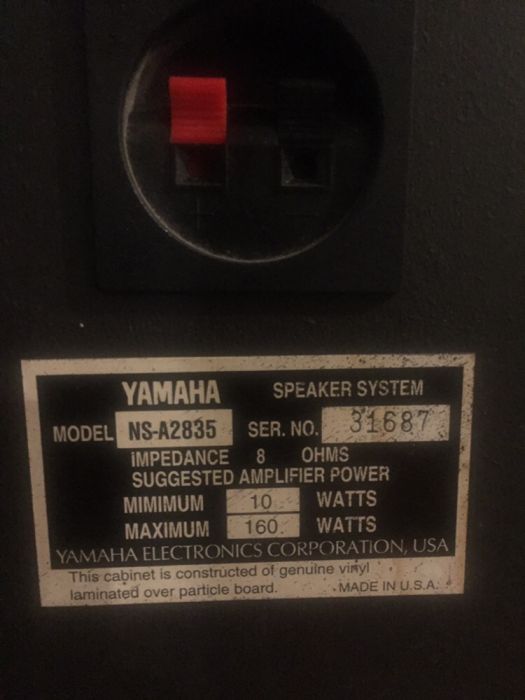 + −
YAMAHA SPEAKER SYSTEM
MODEL NS-A2835 SER. NO. 31687
IMPEDANCE 8 OHMS
SUGGESTED AMPLIFIER POWER
MIMIMUM 10 WATTS
MAXIMUM 160 WATTS
YAMAHA ELECTRONICS CORPORATION, USA
This cabinet is constructed of genuine vinyl
laminated over particle board. MADE IN U.S.A.